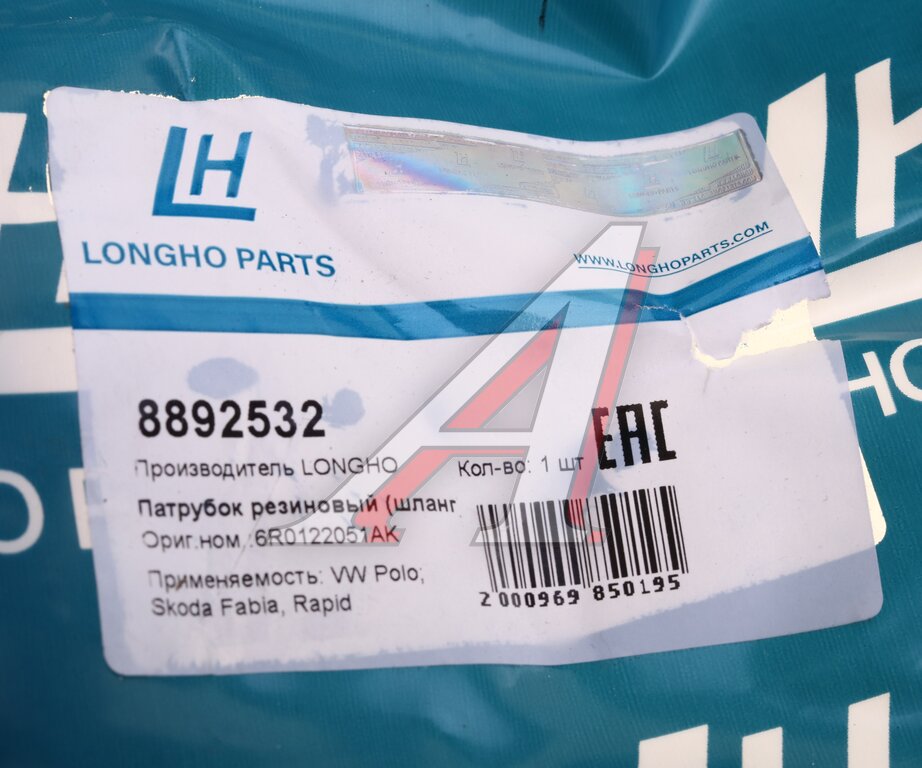 LH
LONGHO PARTS
WWW.LONGHOPARTS.COM
8892532
Производитель LONGHO
Кол-во: 1 шт
EAC
Патрубок резиновый (шланг
Ориг.ном.:6R0122051AK
Применяемость: VW Polo;
Skoda Fabia, Rapid
2 000969 850195